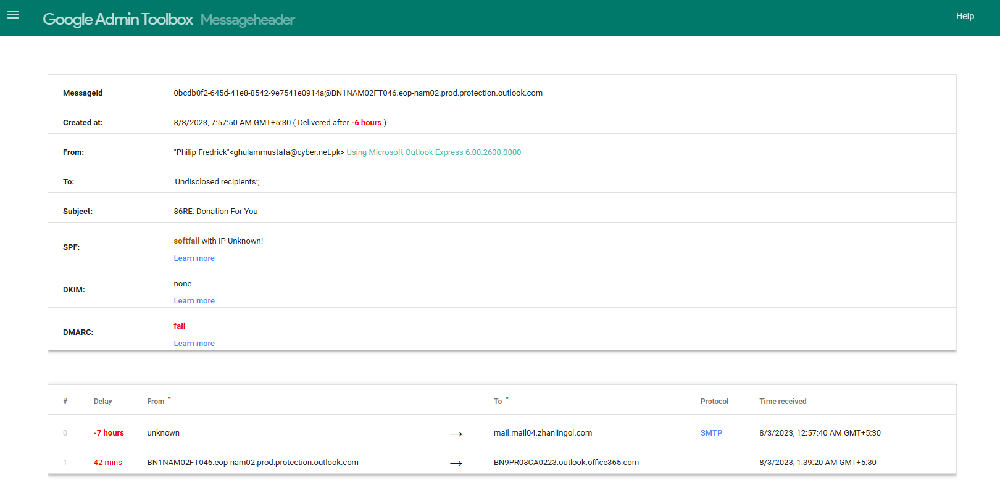 Google Admin Toolbox Messageheader Help
MessageId 0bcdb0f2-645d-41e8-8542-9e7541e0914a@BN1NAM02FT046.eop-nam02.prod.protection.outlook.com
Created at: 8/3/2023, 7:57:50 AM GMT+5:30 ( Delivered after -6 hours )
From: "Philip Fredrick"<ghulammustafa@cyber.net.pk> Using Microsoft Outlook Express 6.00.2600.0000
To: Undisclosed recipients:;
Subject: 86RE: Donation For You
SPF: softfail with IP Unknown!
Learn more
DKIM: none
Learn more
DMARC: fail
Learn more
# Delay From * To * Protocol Time received
0 -7 hours unknown → mail.mail04.zhanlingol.com SMTP 8/3/2023, 12:57:40 AM GMT+5:30
1 42 mins BN1NAM02FT046.eop-nam02.prod.protection.outlook.com → BN9PR03CA0223.outlook.office365.com 8/3/2023, 1:39:20 AM GMT+5:30